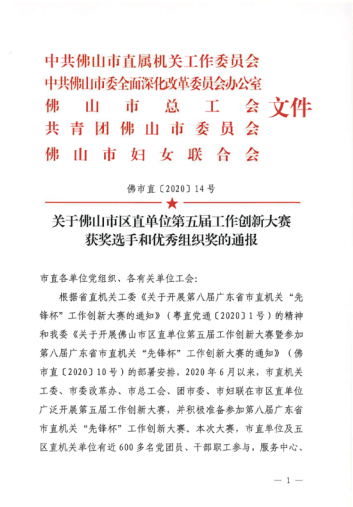 中共佛山市直属机关工作委员会
中共佛山市委全面深化改革委员会办公室
佛山市总工会 文件
共青团佛山市委员会
佛山市妇女联合会
佛市直〔2020〕14号
关于佛山市区直单位第五届工作创新大赛
获奖选手和优秀组织奖的通报
市直各单位党组织、各有关单位工会：
根据省直机关工委《关于开展第八届广东省市直机关“先
锋杯”工作创新大赛的通知》（粤直党通〔2020〕1号）的精神
和我委《关于开展佛山市区直单位第五届工作创新大赛暨参加
第八届广东省市直机关“先锋杯”工作创新大赛的通知》（佛
市直〔2020〕10号）的部署安排，2020年6月以来，市直机关
工委、市委改革办、市总工会、团市委、市妇联在市区直单位
广泛开展第五届工作创新大赛，并积极准备参加第八届广东省
市直机关“先锋杯”工作创新大赛。本次大赛，市直单位及五
区直机关单位有近600多名党团员、干部职工参与，服务中心、
— 1 —